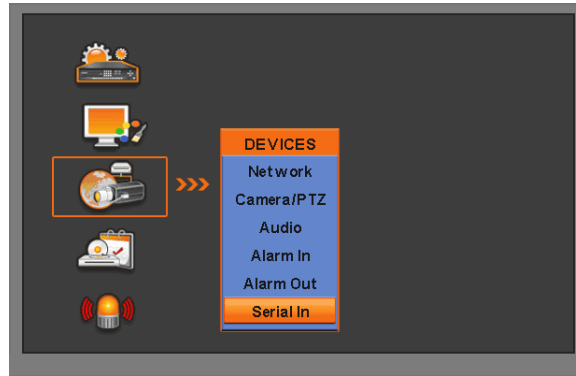 DEVICES
Network
Camera/PTZ
Audio
Alarm In
Alarm Out
Serial In